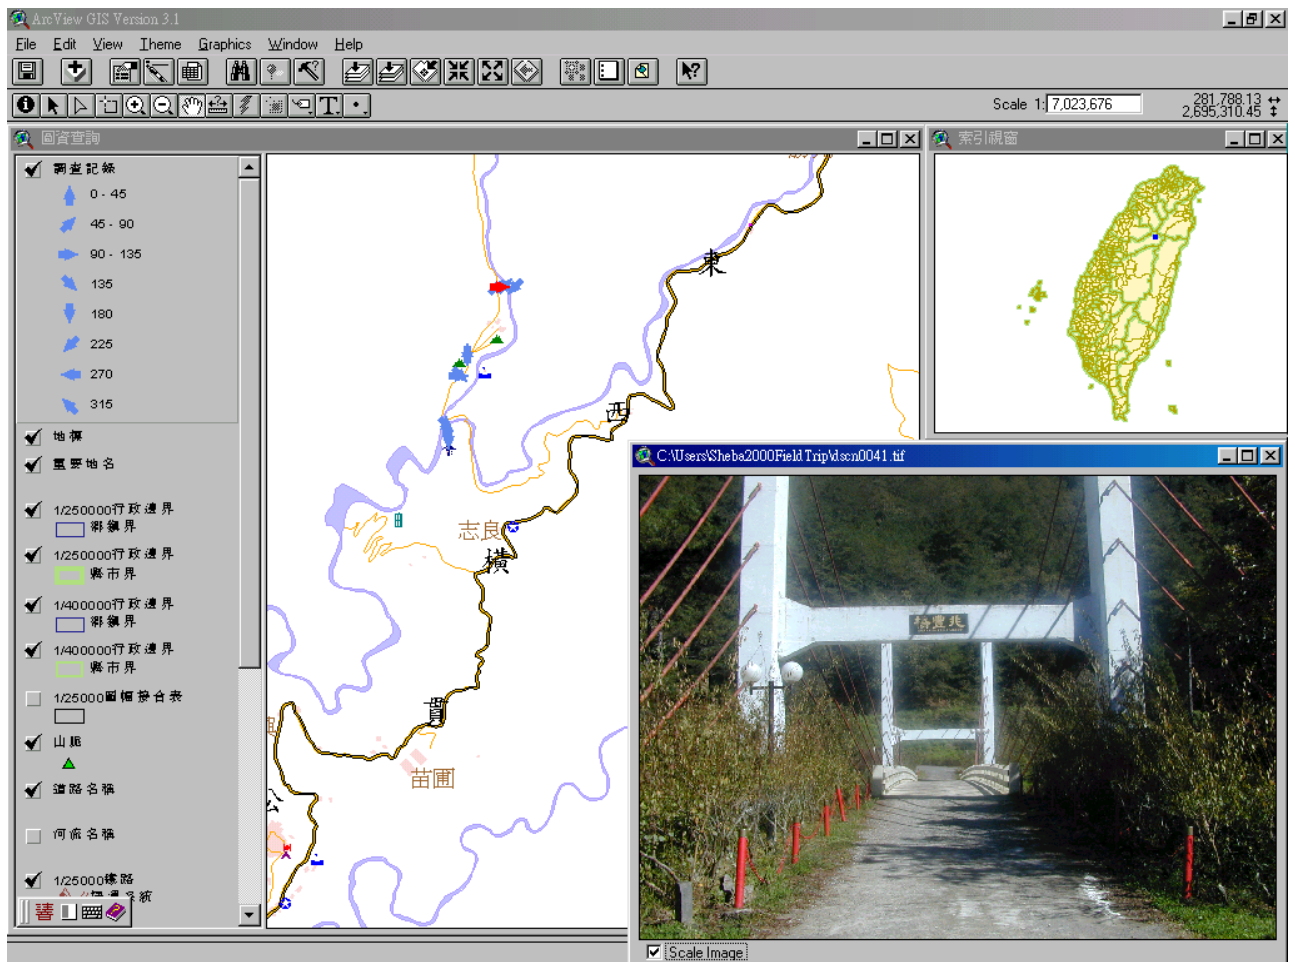 ArcView GIS Version 3.1
File Edit View Theme Graphics Window Help
Scale 1: 7,023,676
281,788.13
2,695,310.45
圖資查詢
調查記錄
0 - 45
45 - 90
90 - 135
135
180
225
270
315
地標
重要地名
1/250000行政邊界
鄉鎮界
1/250000行政邊界
縣市界
1/400000行政邊界
鄉鎮界
1/400000行政邊界
縣市界
1/25000圖幅接合表
山脈
道路名稱
河流名稱
1/25000鐵路
東
西
志良
橫
貫
苗圃
公
索引視窗
C:\Users\Sheba2000FieldTrip\dscn0041.tif
橋豐兆
Scale Image